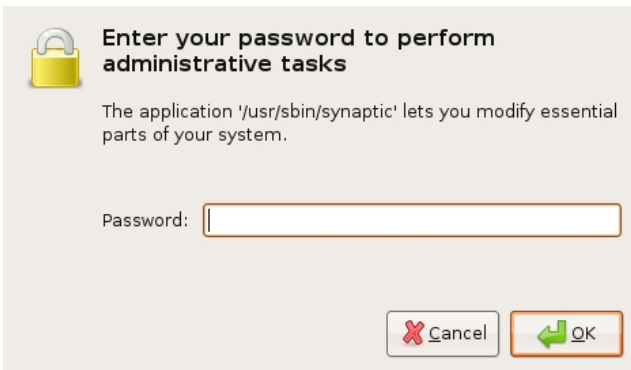 Enter your password to perform
administrative tasks
The application '/usr/sbin/synaptic' lets you modify essential
parts of your system.
Password:
Cancel
OK